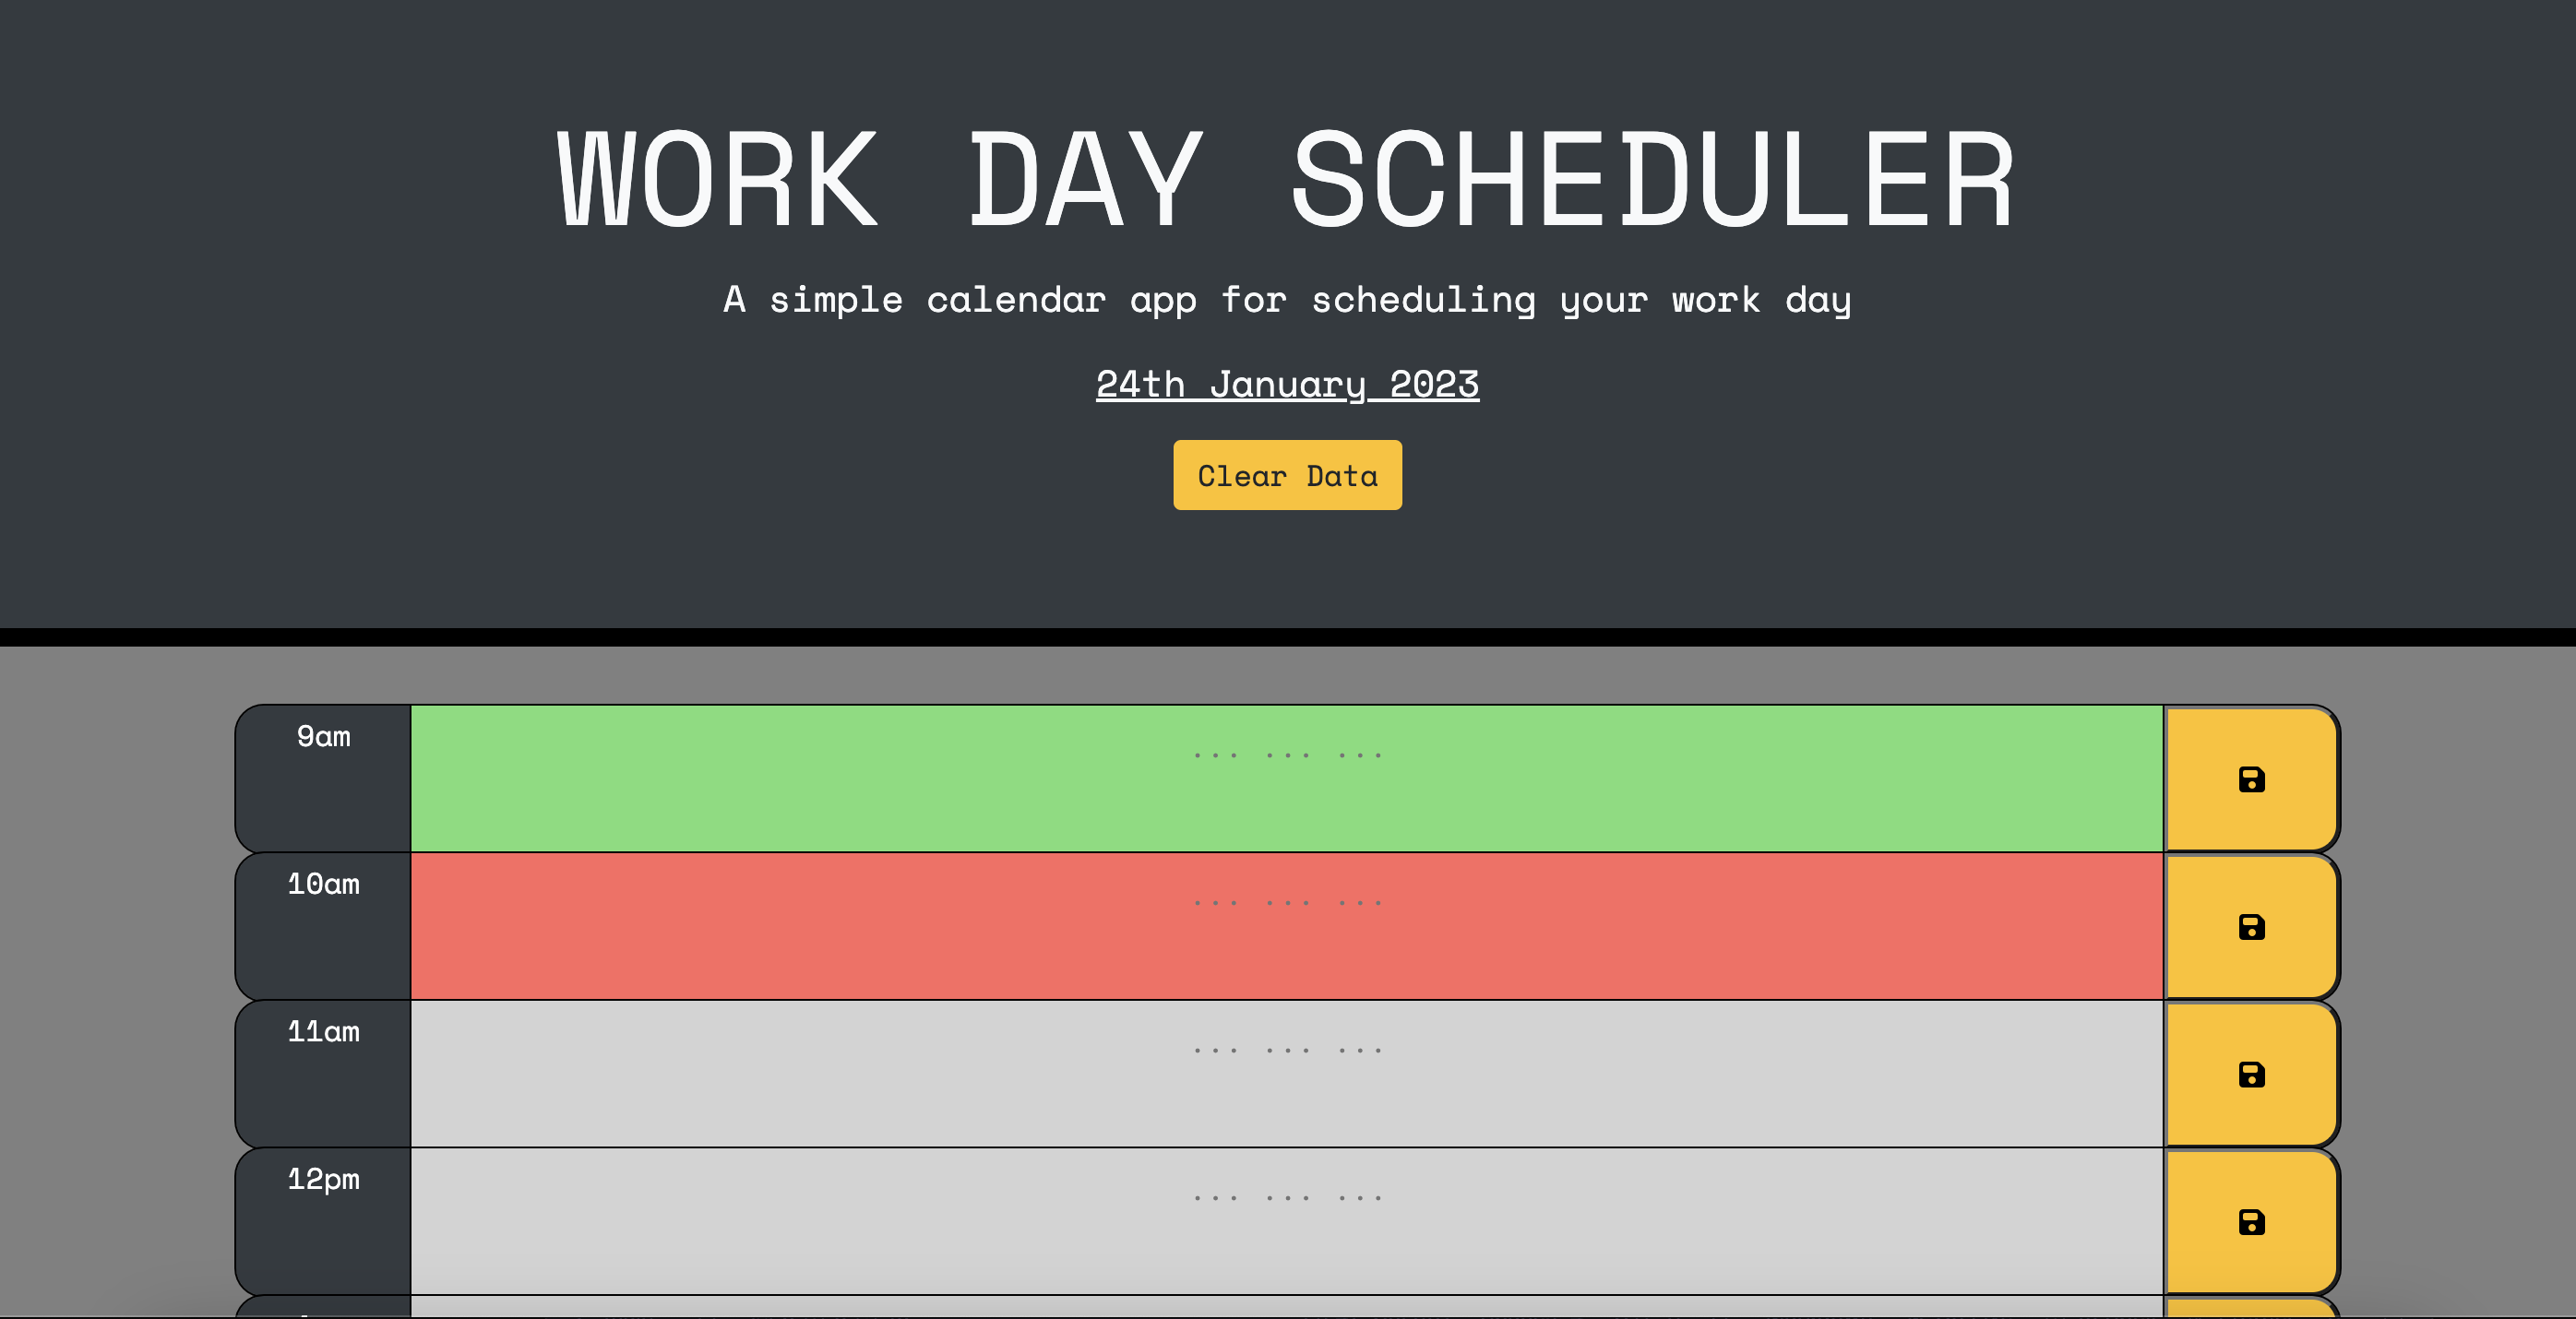 WORK DAY SCHEDULER
A simple calendar app for scheduling your work day
24th January 2023
Clear Data
9am
... ... ...
10am
... ... ...
11am
... ... ...
12pm
... ... ...